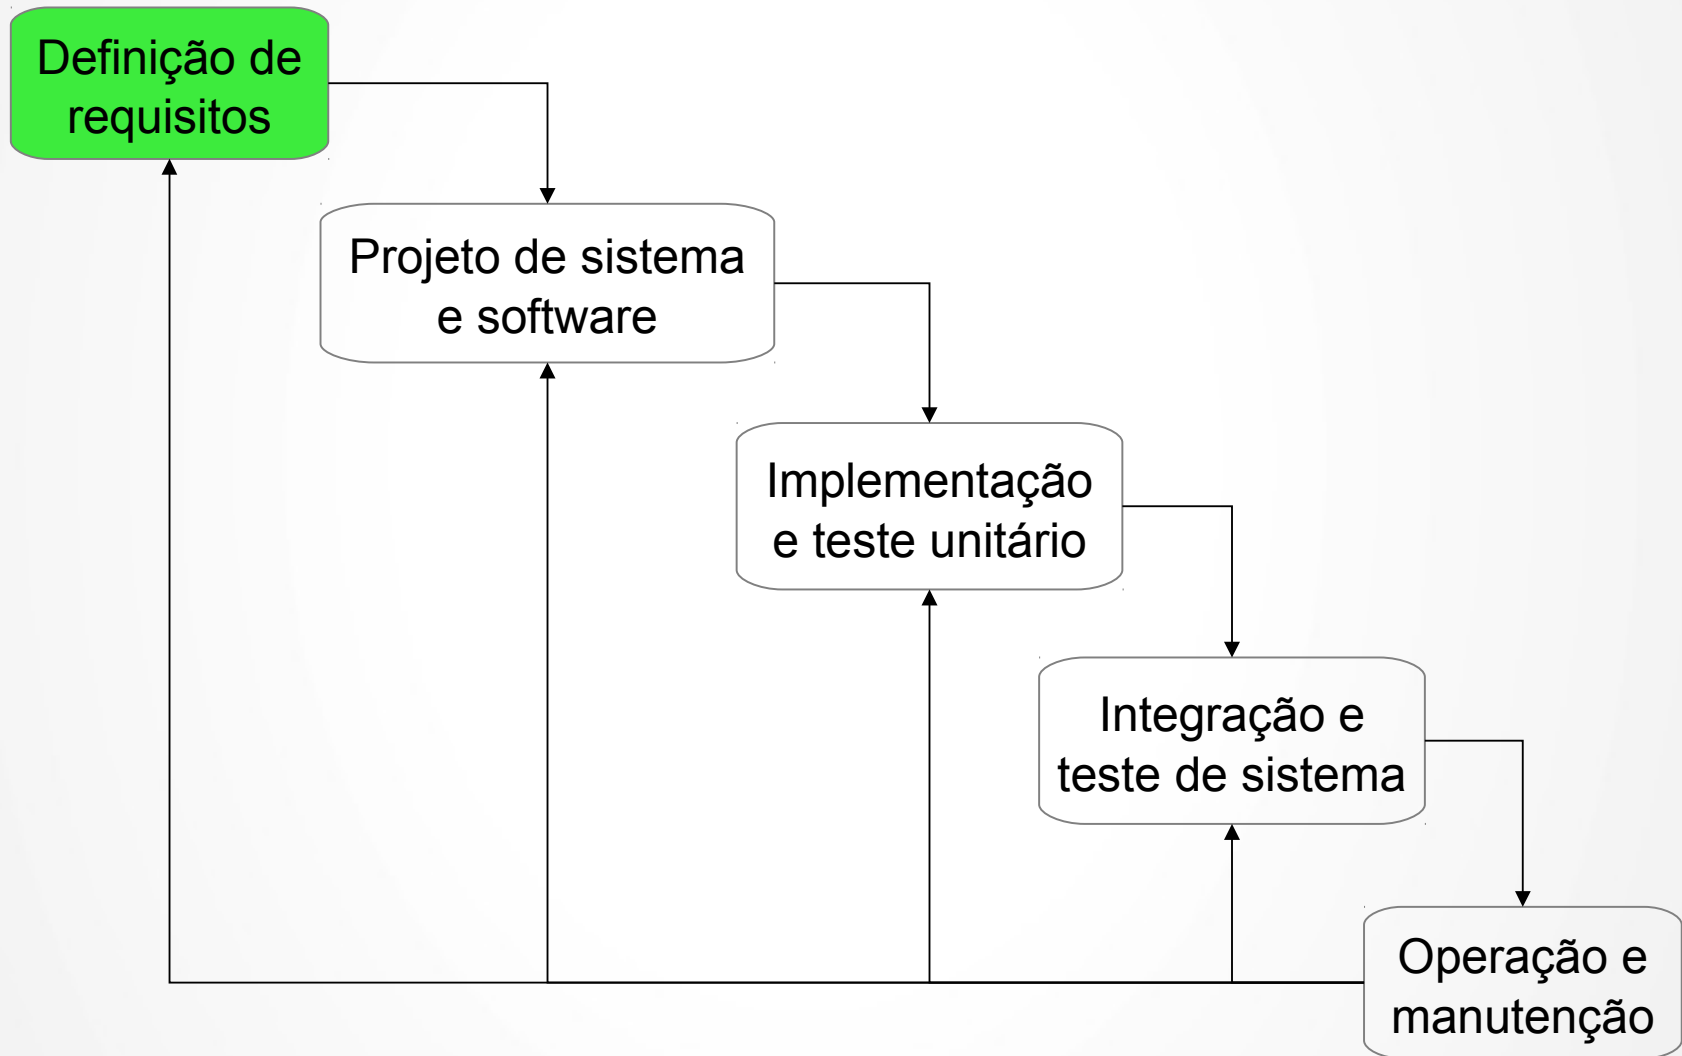 Definição de
requisitos
Projeto de sistema
e software
Implementação
e teste unitário
Integração e
teste de sistema
Operação e
manutenção